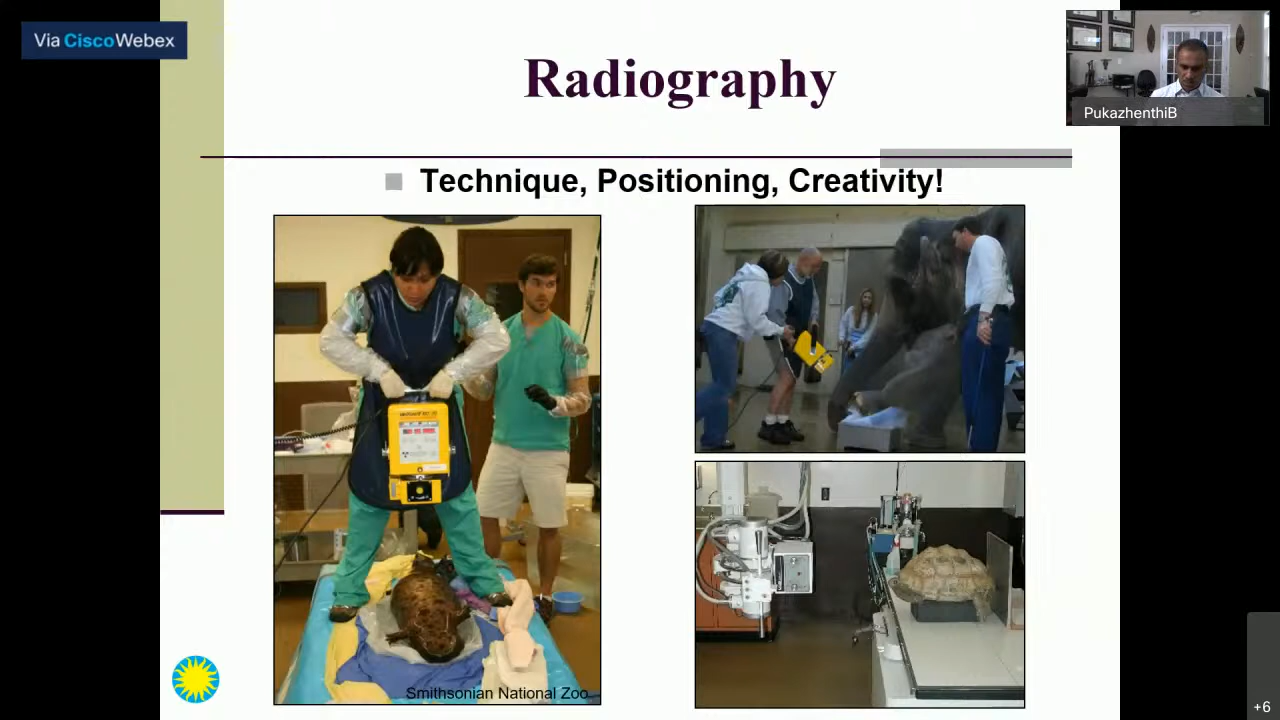 Via Cisco Webex
Radiography
PukazhenthiB
Technique, Positioning, Creativity!
Smithsonian National Zoo
+6